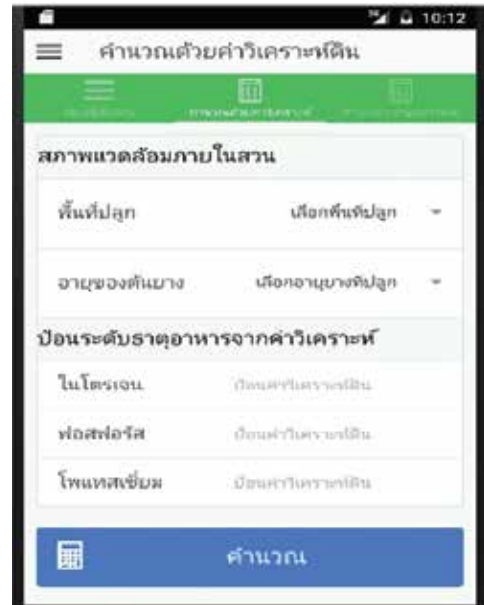 10:12
คำนวณด้วยค่าวิเคราะห์ดิน
สภาพแวดล้อมภายในสวน
พื้นที่ปลูก เลือกพื้นที่ปลูก
อายุของต้นยาง เลือกอายุยางที่ปลูก
ป้อนระดับธาตุอาหารจากค่าวิเคราะห์
ไนโตรเจน ป้อนค่าวิเคราะห์ดิน
ฟอสฟอรัส ป้อนค่าวิเคราะห์ดิน
โพแทสเซี่ยม ป้อนค่าวิเคราะห์ดิน
คำนวณ